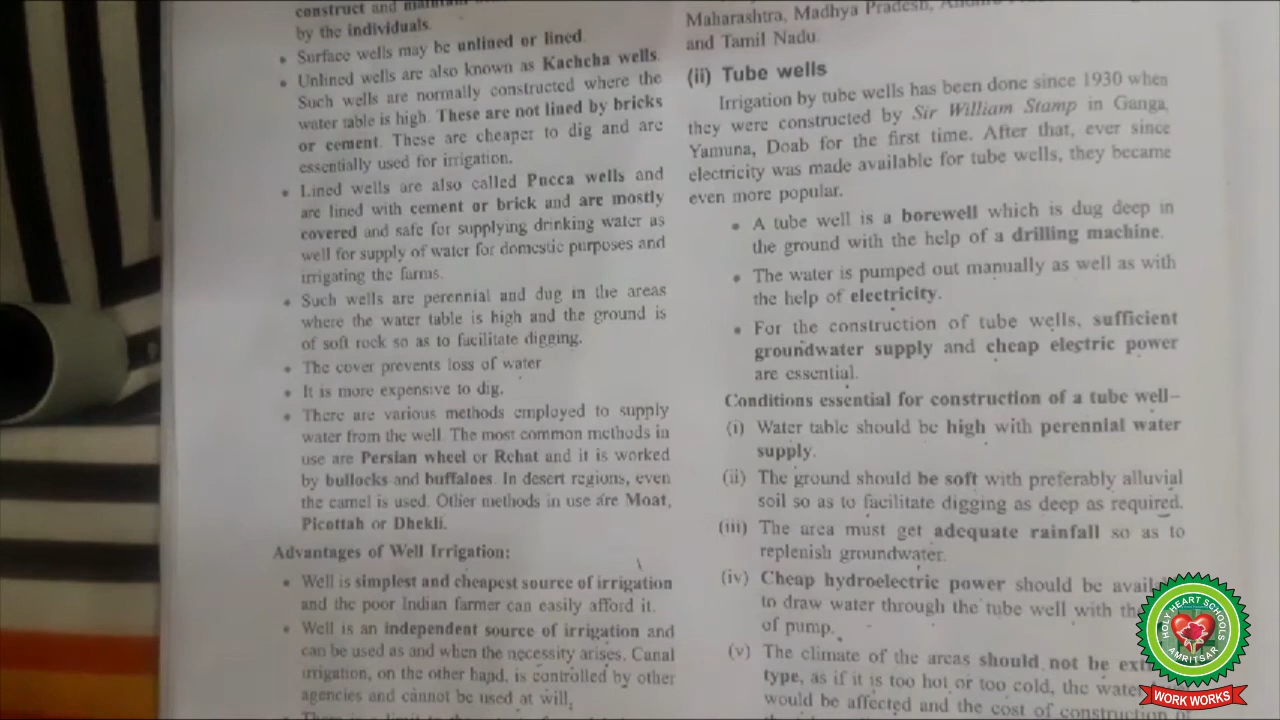 construct and maintain
by the individuals.
• Surface wells may be unlined or lined.
• Unlined wells are also known as Kachcha wells.
Such wells are normally constructed where the
water table is high. These are not lined by bricks
or cement. These are cheaper to dig and are
essentially used for irrigation.
• Lined wells are also called Pucca wells and
are lined with cement or brick and are mostly
covered and safe for supplying drinking water as
well for supply of water for domestic purposes and
irrigating the farms.
• Such wells are perennial and dug in the areas
where the water table is high and the ground is
of soft rock so as to facilitate digging.
• The cover prevents loss of water
• It is more expensive to dig.
• There are various methods employed to supply
water from the well. The most common methods in
use are Persian wheel or Rehat and it is worked
by bullocks and buffaloes. In desert regions, even
the camel is used. Other methods in use are Moat,
Picottah or Dhekli.
Advantages of Well Irrigation:
• Well is simplest and cheapest source of irrigation
and the poor Indian farmer can easily afford it.
• Well is an independent source of irrigation and
can be used as and when the necessity arises. Canal
irrigation, on the other hand, is controlled by other
agencies and cannot be used at will.
There is a limit to the
Maharashtra, Madhya Pradesh,
and Tamil Nadu.
(ii) Tube wells
Irrigation by tube wells has been done since 1930 when
they were constructed by Sir William Stamp in Ganga,
Yamuna, Doab for the first time. After that, ever since
electricity was made available for tube wells, they became
even more popular.
• A tube well is a borewell which is dug deep in
the ground with the help of a drilling machine.
• The water is pumped out manually as well as with
the help of electricity.
• For the construction of tube wells, sufficient
groundwater supply and cheap electric power
are essential.
Conditions essential for construction of a tube well–
(i) Water table should be high with perennial water
supply.
(ii) The ground should be soft with preferably alluvial
soil so as to facilitate digging as deep as required.
(iii) The area must get adequate rainfall so as to
replenish groundwater.
(iv) Cheap hydroelectric power should be avail
to draw water through the tube well with th
of pump.
(v) The climate of the areas should not be ext
type, as if it is too hot or too cold, the water
would be affected and the cost of construction of
HOLY HEART SCHOOLS
AMRITSAR
WORK WORKS